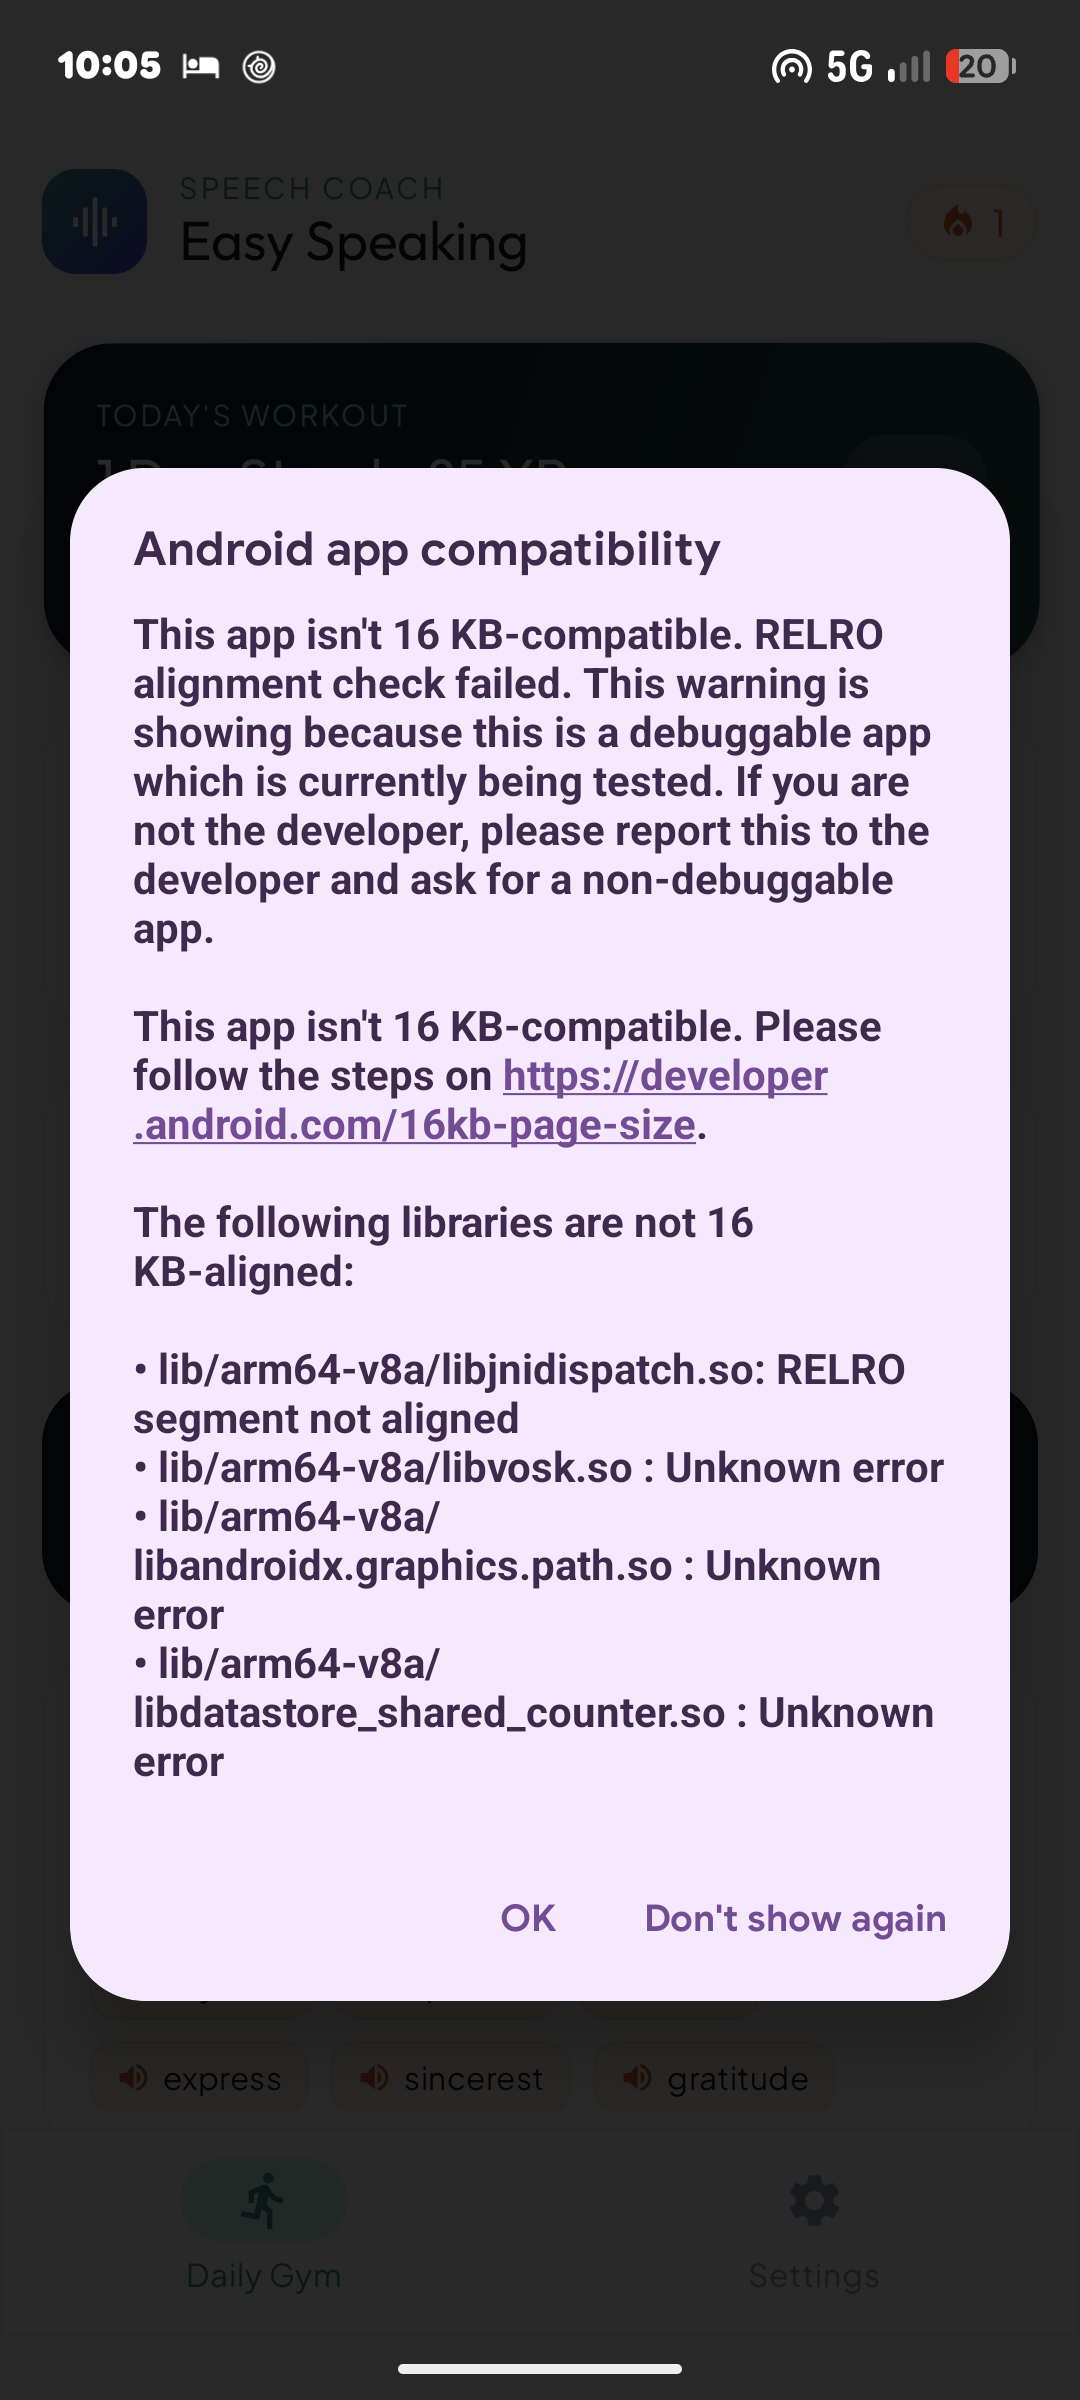 10:05
5G
20
SPEECH COACH
Easy Speaking
1
TODAY'S WORKOUT
Android app compatibility
This app isn't 16 KB-compatible. RELRO
alignment check failed. This warning is
showing because this is a debuggable app
which is currently being tested. If you are
not the developer, please report this to the
developer and ask for a non-debuggable
app.
This app isn't 16 KB-compatible. Please
follow the steps on https://developer
.android.com/16kb-page-size.
The following libraries are not 16
KB-aligned:
• lib/arm64-v8a/libjnidispatch.so: RELRO
segment not aligned
• lib/arm64-v8a/libvosk.so : Unknown error
• lib/arm64-v8a/
libandroidx.graphics.path.so : Unknown
error
• lib/arm64-v8a/
libdatastore_shared_counter.so : Unknown
error
OK
Don't show again
express
sincerest
gratitude
Daily Gym
Settings